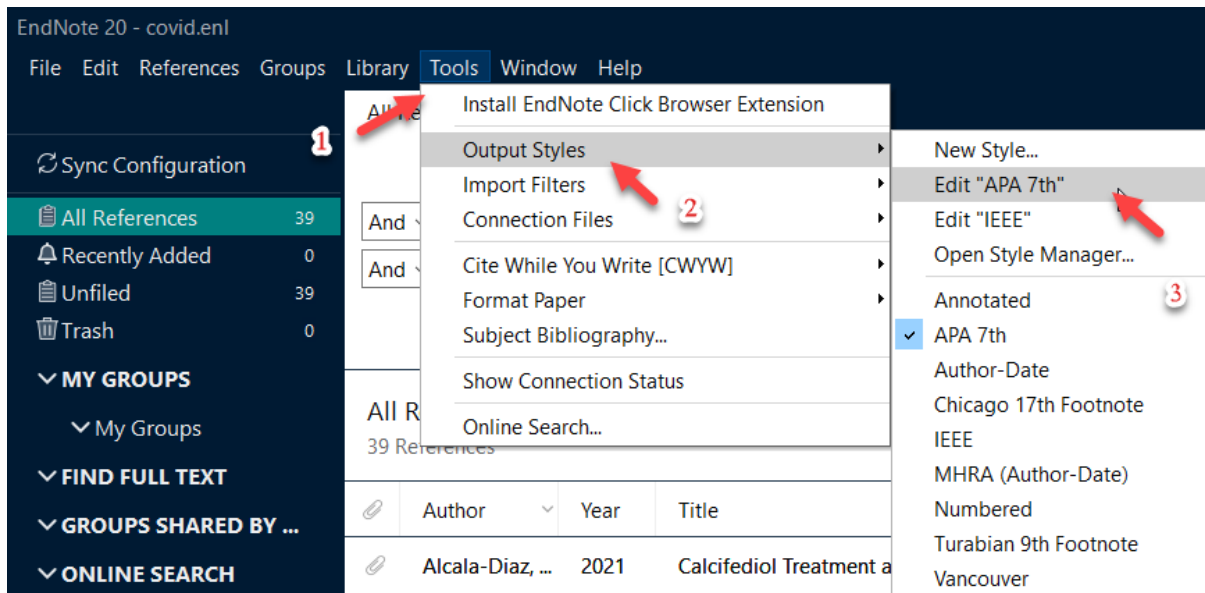 EndNote 20 - covid.enl
File Edit References Groups Library Tools Window Help
Install EndNote Click Browser Extension
1
Sync Configuration
Output Styles
New Style...
Import Filters
Edit "APA 7th"
All References 39
And
2
Connection Files
Edit "IEEE"
Recently Added 0
And
Cite While You Write [CWYW]
Open Style Manager...
Unfiled 39
Format Paper
Annotated
3
Trash 0
Subject Bibliography...
APA 7th
MY GROUPS
Show Connection Status
Author-Date
My Groups
All R
Online Search...
Chicago 17th Footnote
39 References
IEEE
FIND FULL TEXT
MHRA (Author-Date)
GROUPS SHARED BY ...
Author Year Title
Numbered
Turabian 9th Footnote
ONLINE SEARCH
Alcala-Diaz, ... 2021 Calcifediol Treatment a
Vancouver